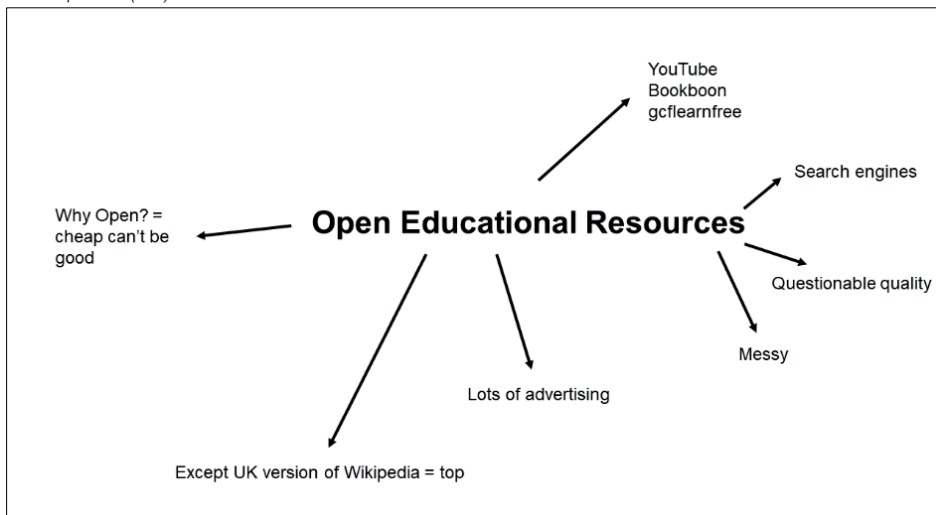 YouTube
Bookboon
gcflearnfree
Search engines
Why Open? =
cheap can't be
good
Open Educational Resources
Questionable quality
Messy
Lots of advertising
Except UK version of Wikipedia = top